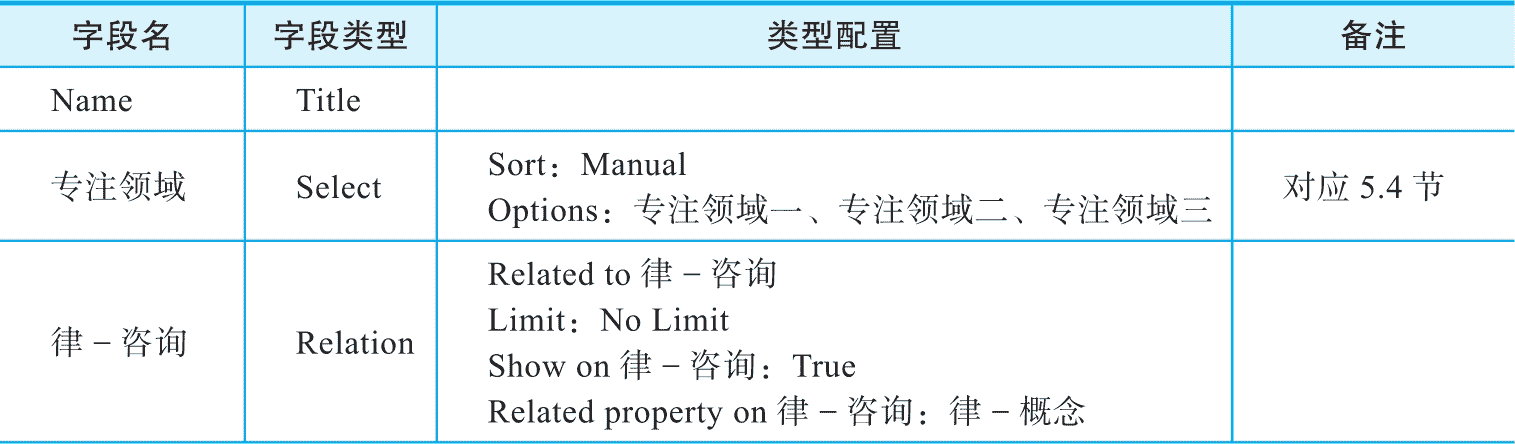 字段名 字段类型 类型配置 备注
Name Title
专注领域 Select Sort：Manual
Options：专注领域一、专注领域二、专注领域三 对应 5.4 节
律－咨询 Relation Related to 律－咨询
Limit：No Limit
Show on 律－咨询：True
Related property on 律－咨询：律－概念